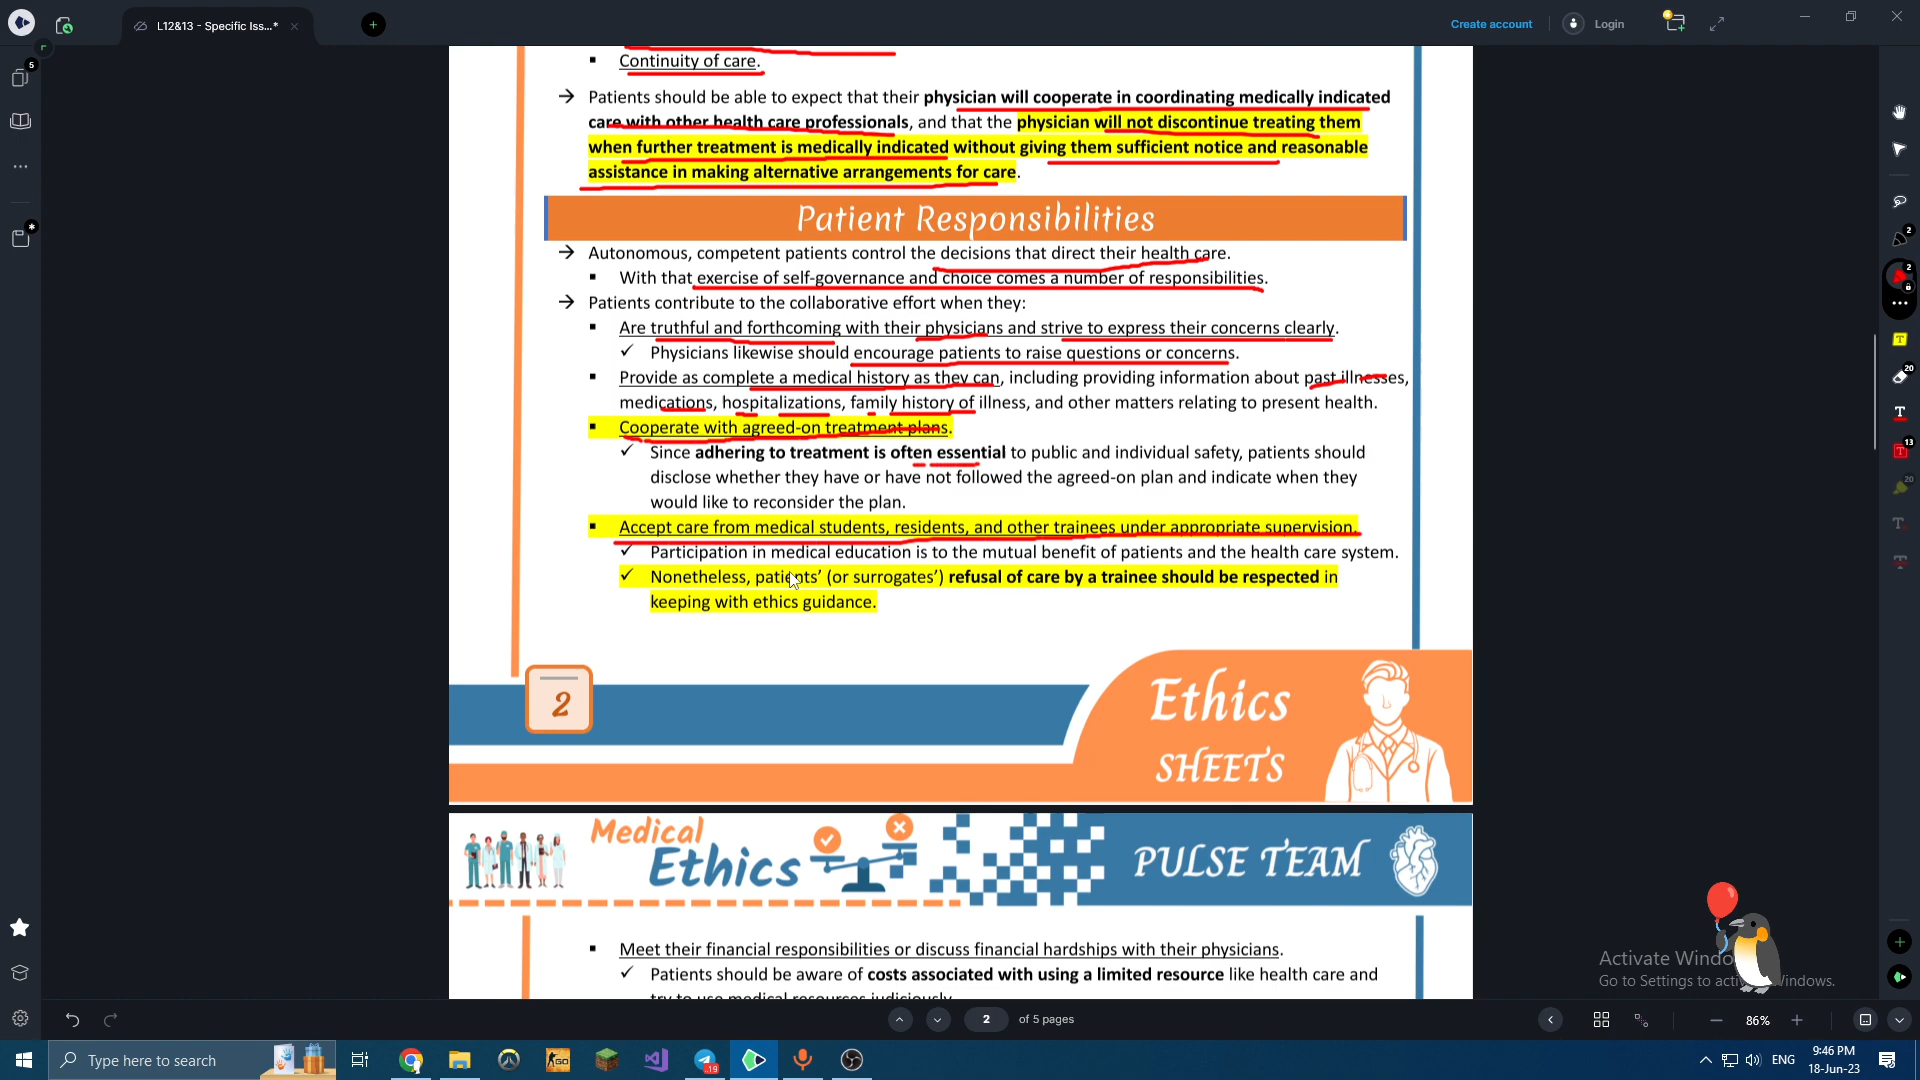 L12&13 - Specific Iss...*
Create account
Login
5
Continuity of care.
→ Patients should be able to expect that their physician will cooperate in coordinating medically indicated
care with other health care professionals, and that the physician will not discontinue treating them
when further treatment is medically indicated without giving them sufficient notice and reasonable
assistance in making alternative arrangements for care.
Patient Responsibilities
→ Autonomous, competent patients control the decisions that direct their health care.
▪ With that exercise of self-governance and choice comes a number of responsibilities.
→ Patients contribute to the collaborative effort when they:
▪ Are truthful and forthcoming with their physicians and strive to express their concerns clearly.
✓ Physicians likewise should encourage patients to raise questions or concerns.
▪ Provide as complete a medical history as they can, including providing information about past illnesses,
medications, hospitalizations, family history of illness, and other matters relating to present health.
▪ Cooperate with agreed-on treatment plans.
✓ Since adhering to treatment is often essential to public and individual safety, patients should
disclose whether they have or have not followed the agreed-on plan and indicate when they
would like to reconsider the plan.
▪ Accept care from medical students, residents, and other trainees under appropriate supervision.
✓ Participation in medical education is to the mutual benefit of patients and the health care system.
✓ Nonetheless, patients' (or surrogates') refusal of care by a trainee should be respected in
keeping with ethics guidance.
2
Ethics
SHEETS
Medical
Ethics
PULSE TEAM
▪ Meet their financial responsibilities or discuss financial hardships with their physicians.
✓ Patients should be aware of costs associated with using a limited resource like health care and
try to use medical resources judiciously.
2
2
20
13
20
Activate Windo
Go to Settings to acti Windows.
2 of 5 pages
86%
Type here to search
GO
19
ENG
9:46 PM
18-Jun-23